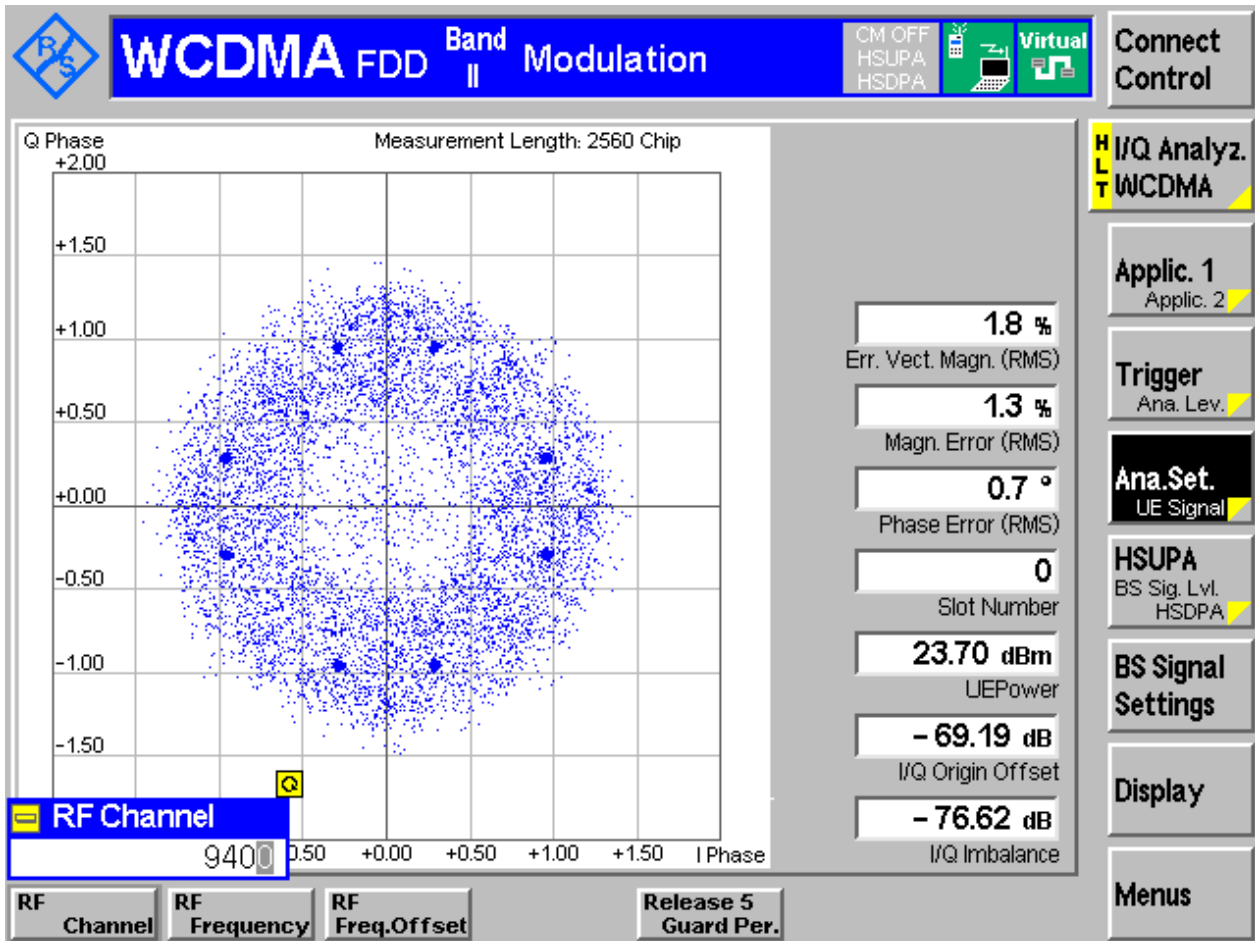 R/S
WCDMA FDD Band II Modulation
CM OFF
HSUPA
HSDPA
Virtual
Connect
Control
Q Phase
Measurement Length: 2560 Chip
+2.00
+1.50
+1.00
+0.50
+0.00
-0.50
-1.00
-1.50
Q
RF Channel
9400
0.50 +0.00 +0.50 +1.00 +1.50 I Phase
1.8 %
Err. Vect. Magn. (RMS)
1.3 %
Magn. Error (RMS)
0.7 °
Phase Error (RMS)
0
Slot Number
23.70 dBm
UEPower
-69.19 dB
I/Q Origin Offset
-76.62 dB
I/Q Imbalance
HLT
I/Q Analyz.
WCDMA
Applic. 1
Applic. 2
Trigger
Ana. Lev.
Ana.Set.
UE Signal
HSUPA
BS Sig. Lvl.
HSDPA
BS Signal
Settings
Display
Menus
RF
Channel
RF
Frequency
RF
Freq.Offset
Release 5
Guard Per.